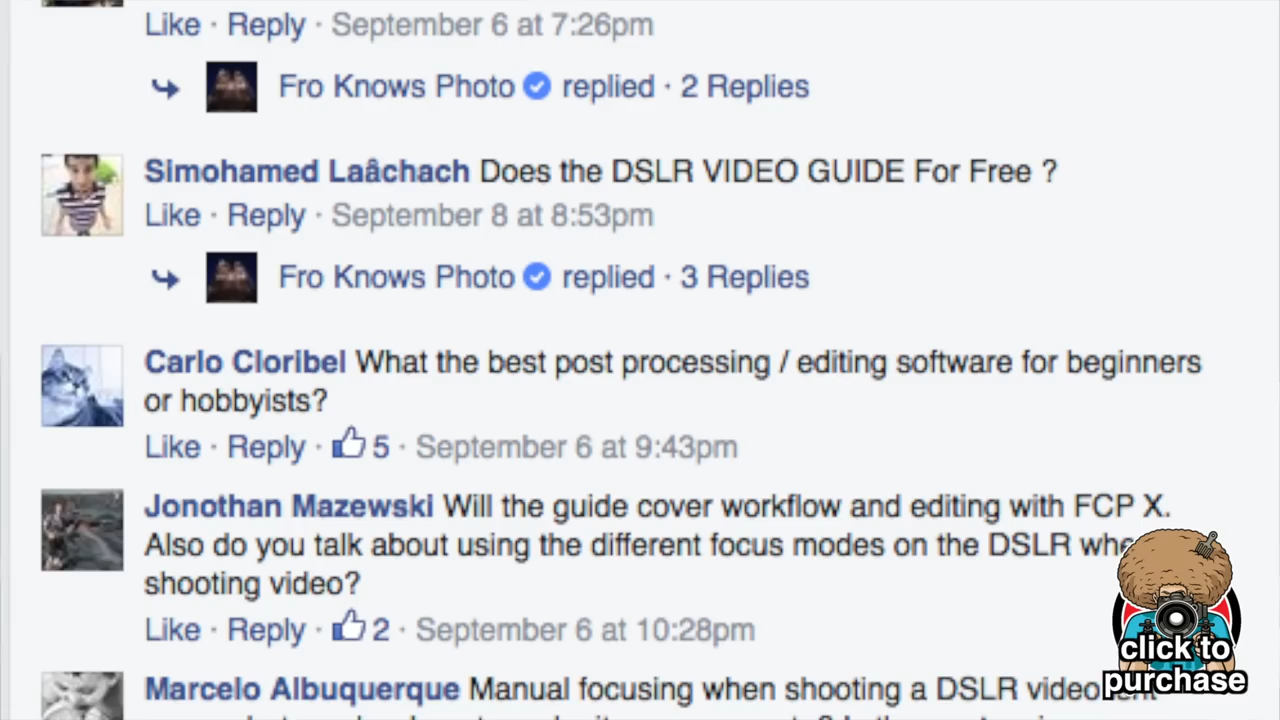 Like · Reply · September 6 at 7:26pm
Fro Knows Photo replied · 2 Replies
Simohamed Laâchach Does the DSLR VIDEO GUIDE For Free ?
Like · Reply · September 8 at 8:53pm
Fro Knows Photo replied · 3 Replies
Carlo Cloribel What the best post processing / editing software for beginners
or hobbyists?
Like · Reply · 5 · September 6 at 9:43pm
Jonothan Mazewski Will the guide cover workflow and editing with FCP X.
Also do you talk about using the different focus modes on the DSLR
shooting video?
Like · Reply · 2 · September 6 at 10:28pm
Marcelo Albuquerque Manual focusing when shooting a DSLR video
click to
purchase